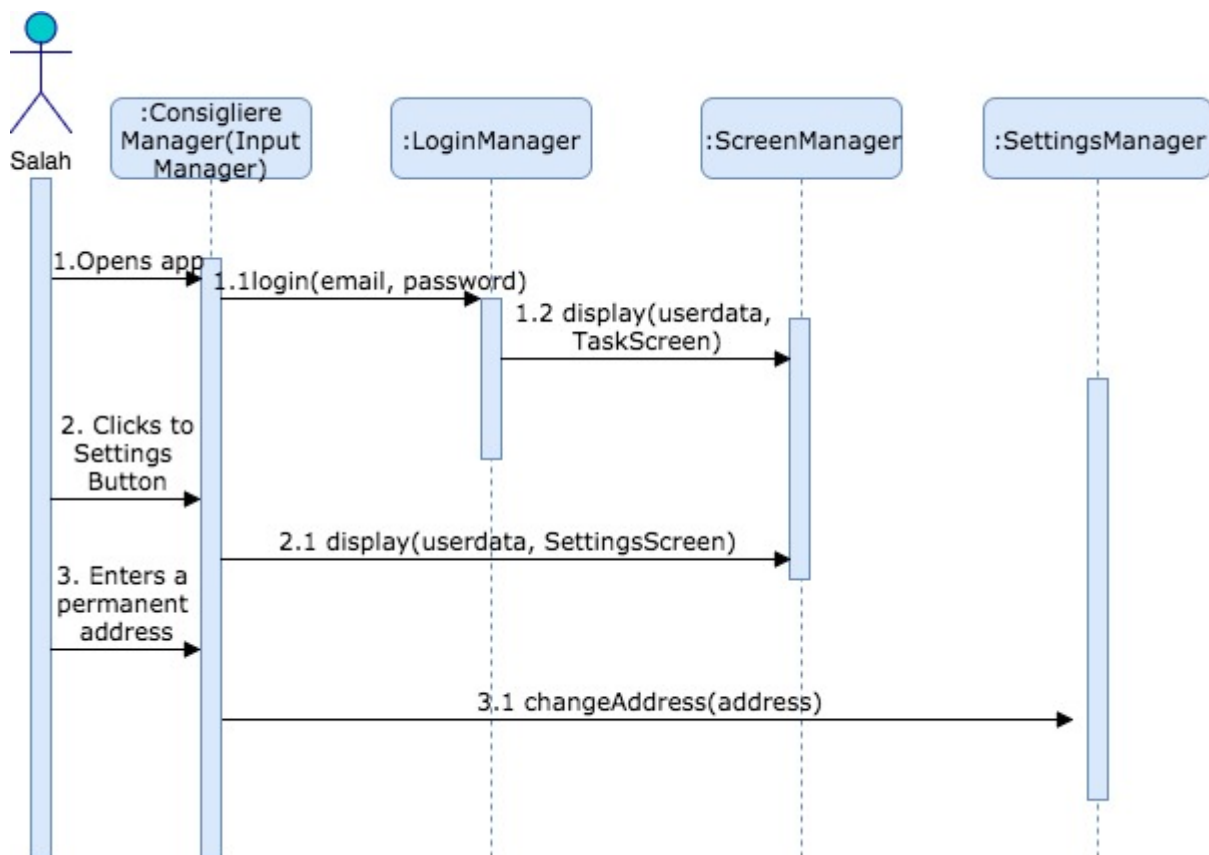 Salah
:Consigliere
Manager(Input
Manager)
:LoginManager
:ScreenManager
:SettingsManager
1.Opens app
1.1login(email, password)
1.2 display(userdata,
TaskScreen)
2. Clicks to
Settings
Button
2.1 display(userdata, SettingsScreen)
3. Enters a
permanent
address
3.1 changeAddress(address)